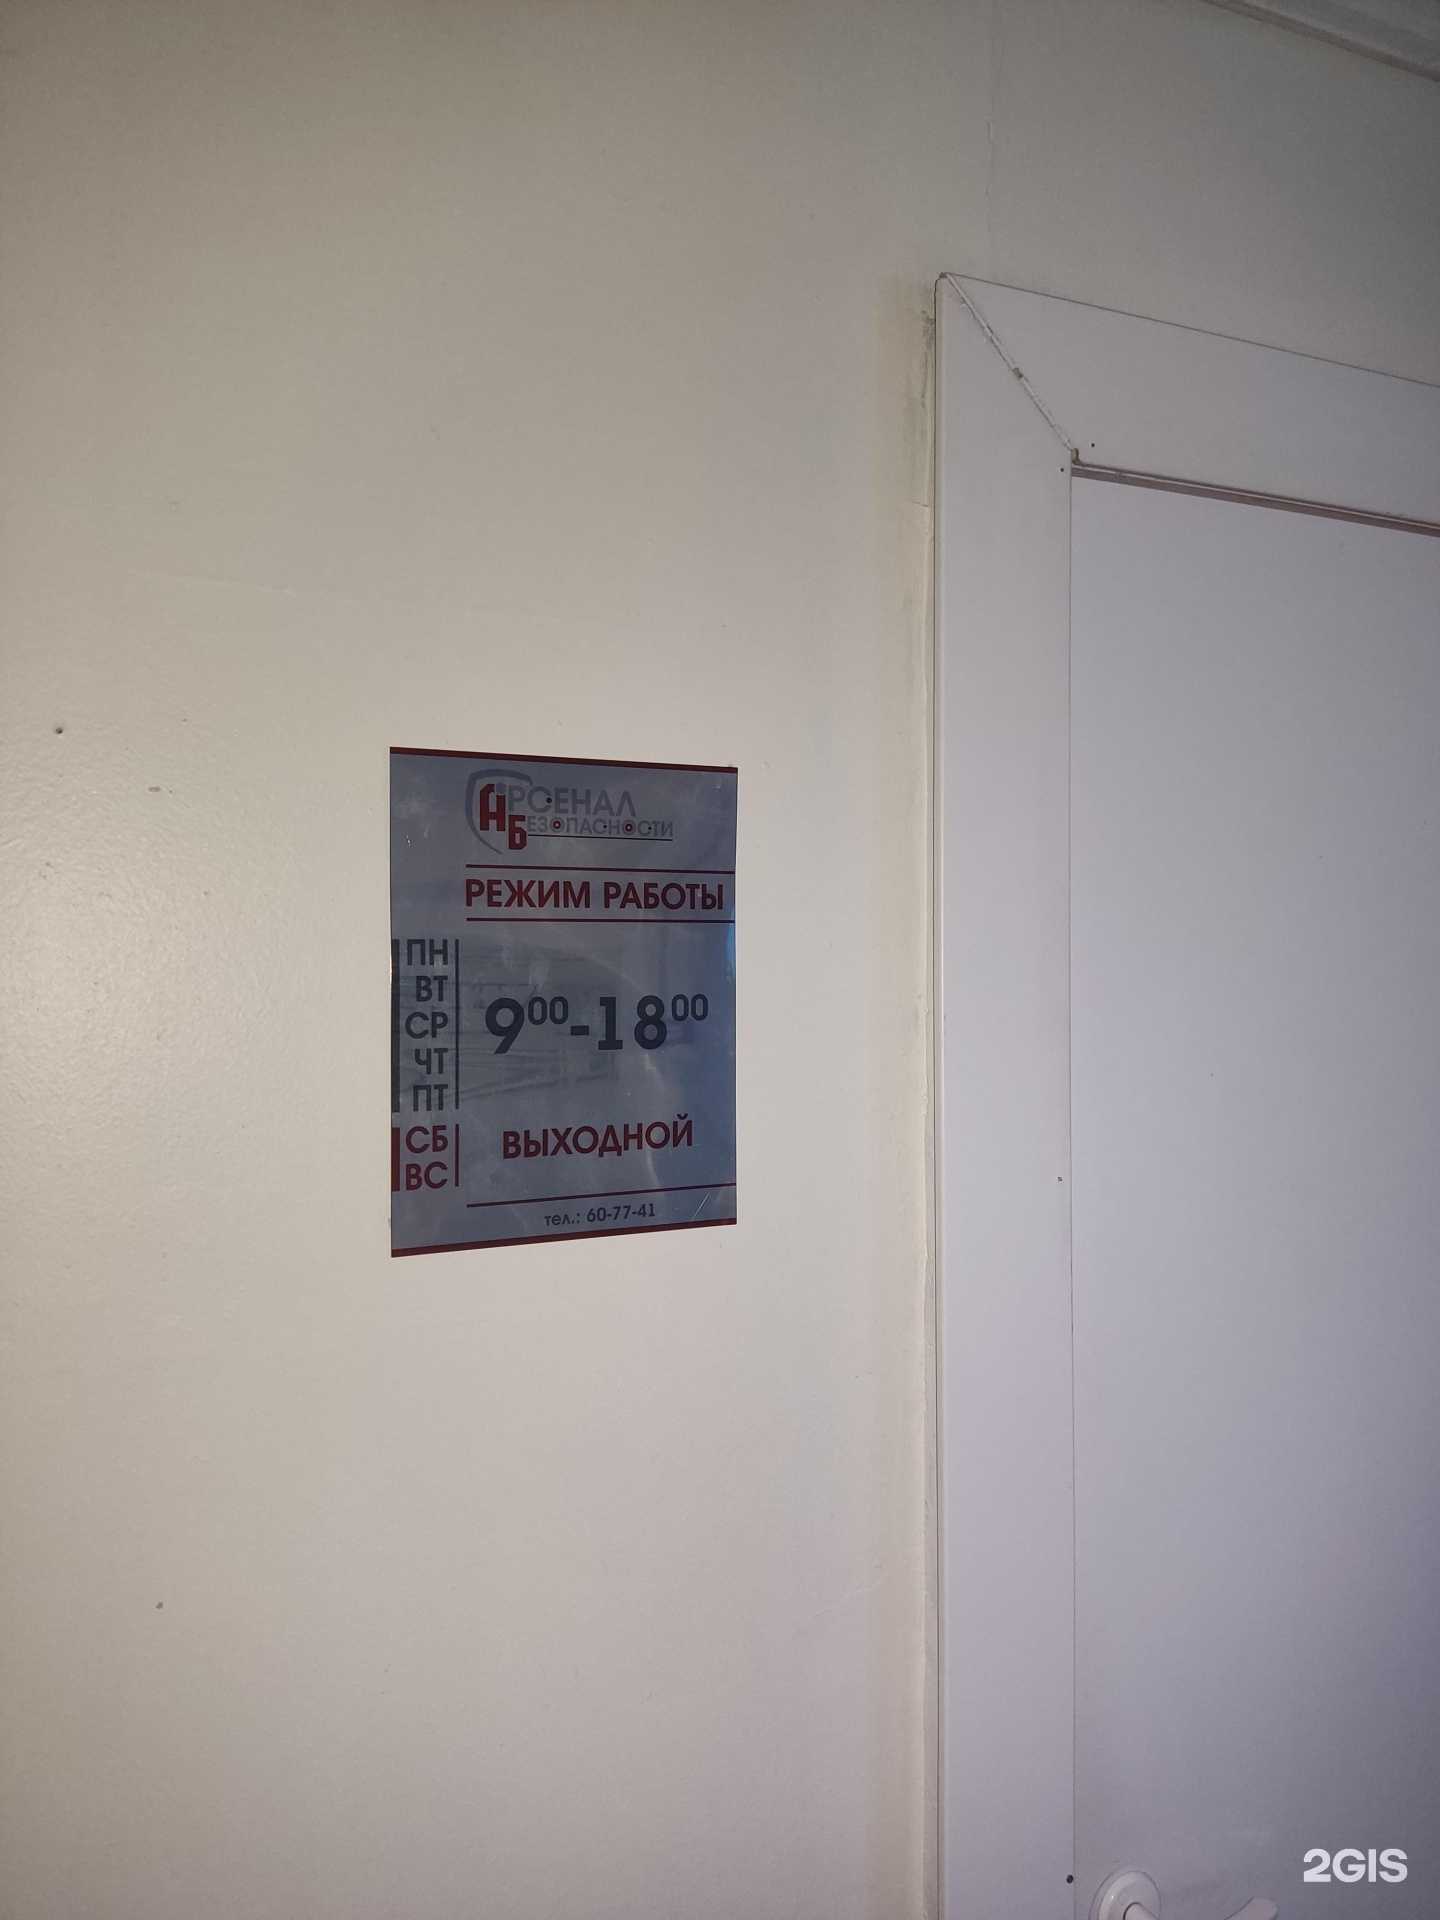 АРСЕНАЛ
БЕЗОПАСНОСТИ
РЕЖИМ РАБОТЫ
ПН
ВТ
СР
ЧТ
ПТ
9⁰⁰-18⁰⁰
СБ
ВС
ВЫХОДНОЙ
тел.: 60-77-41
2GIS